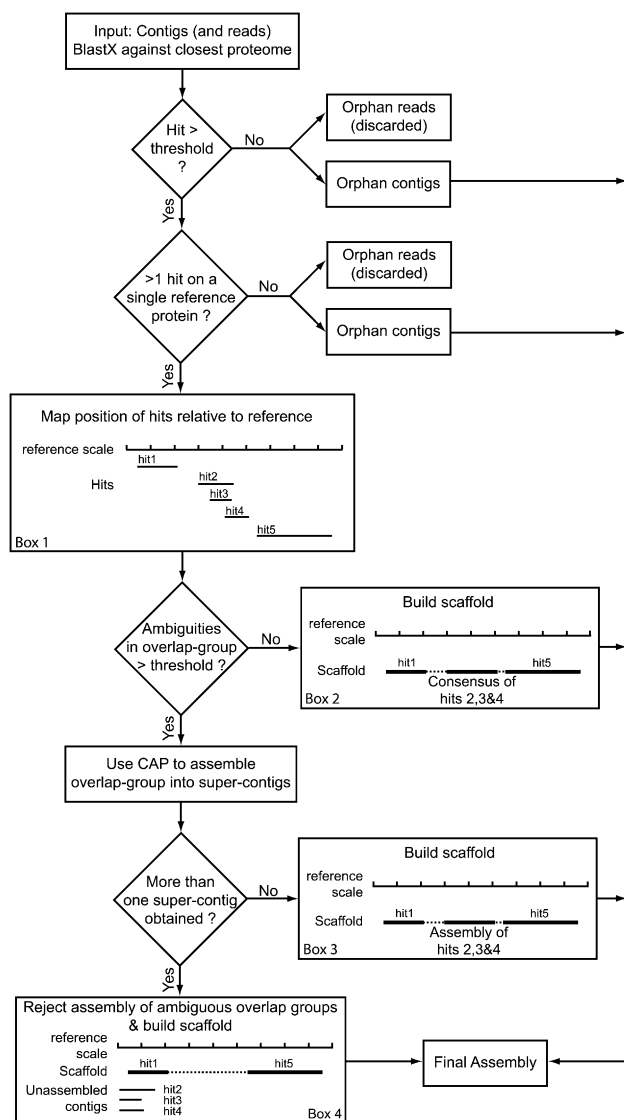 Input: Contigs (and reads)
BlastX against closest proteome
Hit >
threshold
?
No
Orphan reads
(discarded)
Orphan contigs
Yes
>1 hit on a
single reference
protein ?
No
Orphan reads
(discarded)
Orphan contigs
Yes
Map position of hits relative to reference
reference scale
hit1
Hits
hit2
hit3
hit4
hit5
Box 1
Ambiguities
in overlap-group
> threshold ?
No
Build scaffold
reference
scale
Scaffold
hit1
hit5
Consensus of
hits 2,3&4
Box 2
Yes
Use CAP to assemble
overlap-group into super-contigs
More than
one super-contig
obtained ?
No
Build scaffold
reference
scale
Scaffold
hit1
hit5
Assembly of
hits 2,3&4
Box 3
Yes
Reject assembly of ambiguous overlap groups
& build scaffold
reference
scale
Scaffold
hit1
hit5
Unassembled
contigs
hit2
hit3
hit4
Box 4
Final Assembly